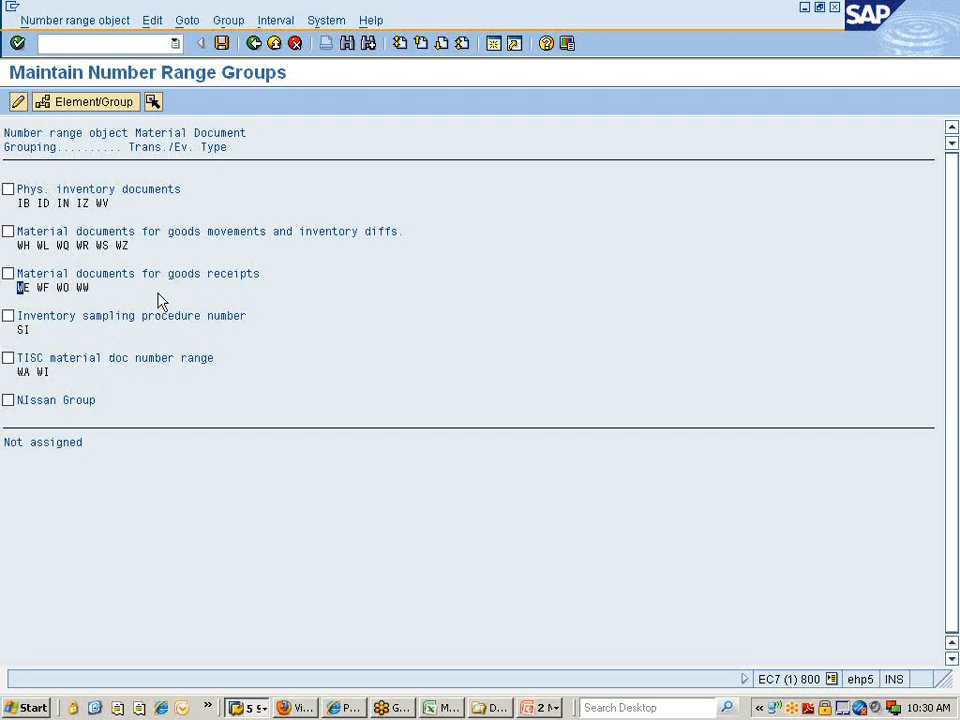 Number range object Edit Goto Group Interval System Help
SAP
Maintain Number Range Groups
Element/Group
Number range object Material Document
Grouping.......... Trans./Ev. Type
Phys. inventory documents
IB ID IN IZ WV
Material documents for goods movements and inventory diffs.
WH WL WQ WR WS WZ
Material documents for goods receipts
WE WF WO WW
Inventory sampling procedure number
SI
TISC material doc number range
WA WI
NIssan Group
Not assigned
EC7 (1) 800 ehp5 INS
Start » 5 S Vi... P... G... M... D... 2 Search Desktop « 10:30 AM